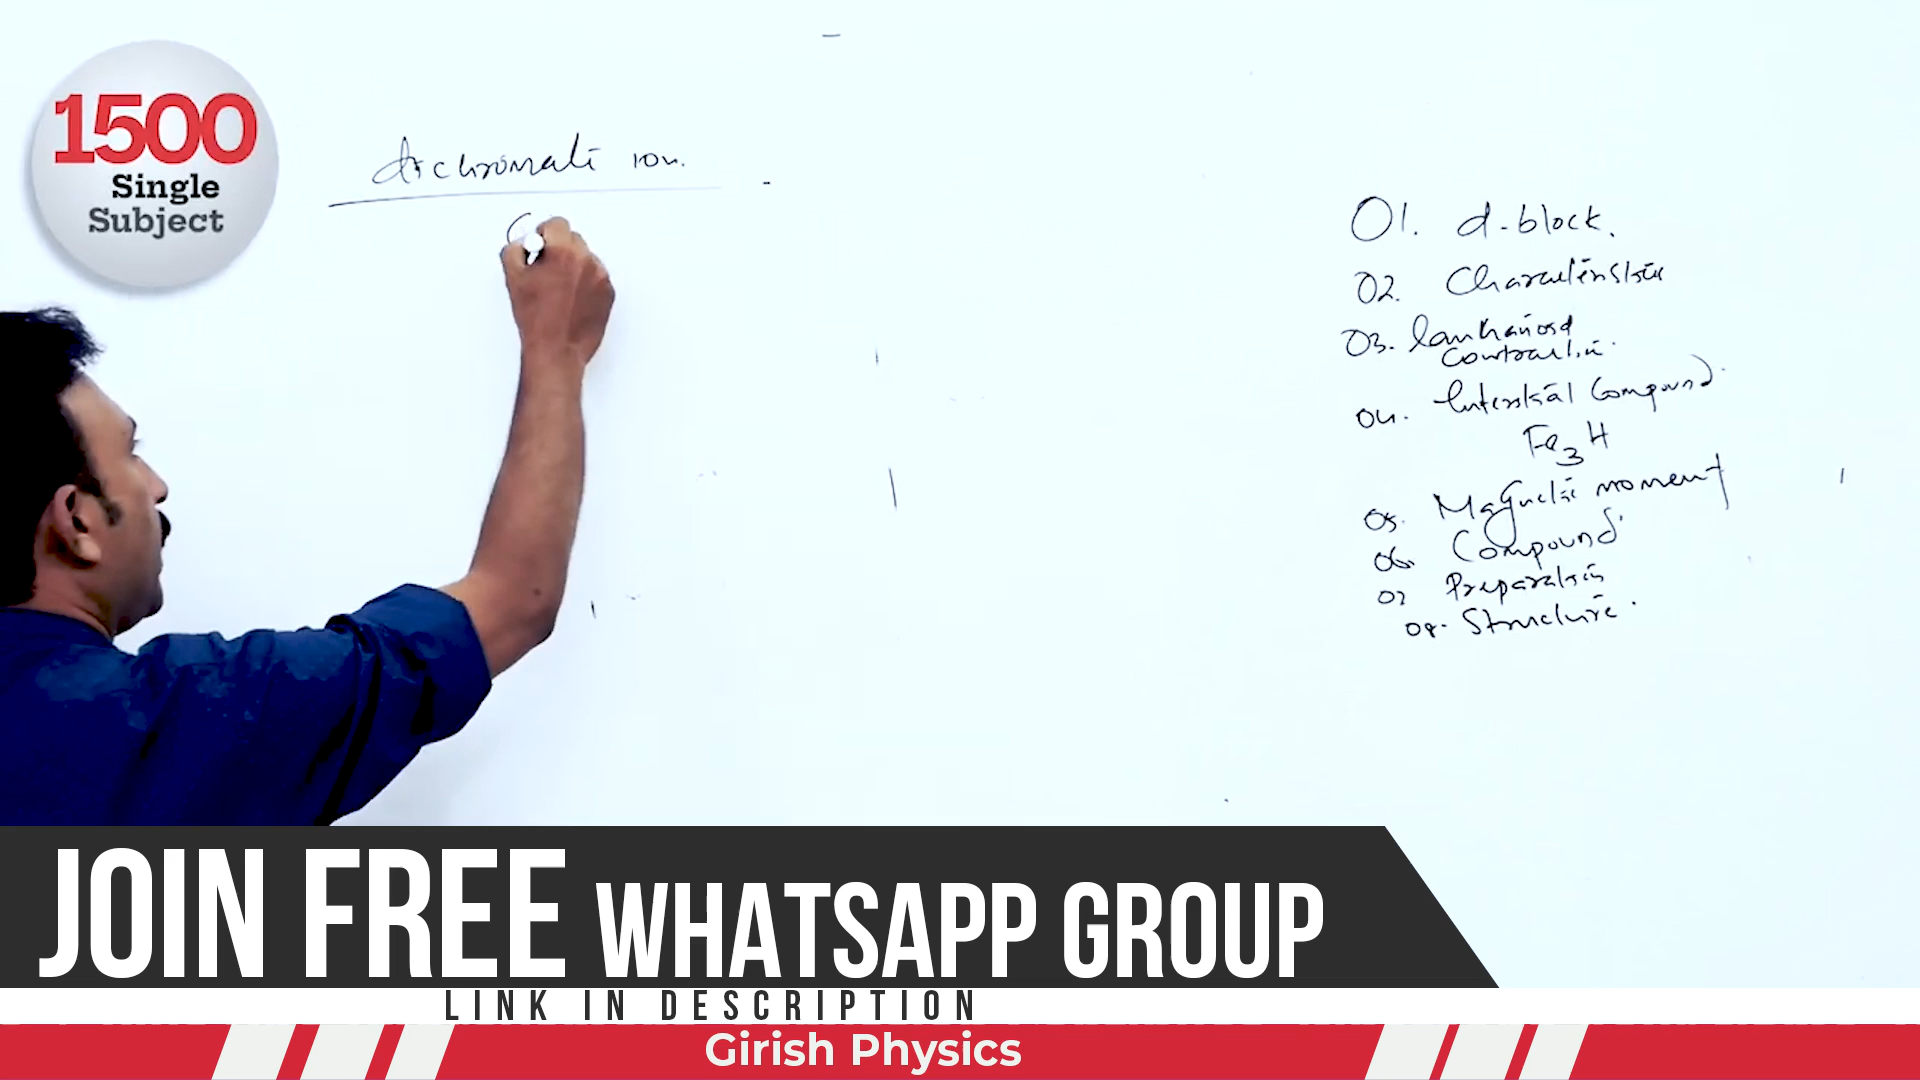 1500
Single
Subject
dichromate ion.
01. d-block.
02. Characteristics
03. lanthanoid
contraction.
04. Interstitial Compound.
Fe3H
05. Magnetic moment
06. Compound.
07 Preparation
08. Structure.
JOIN FREE WHATSAPP GROUP
LINK IN DESCRIPTION
Girish Physics